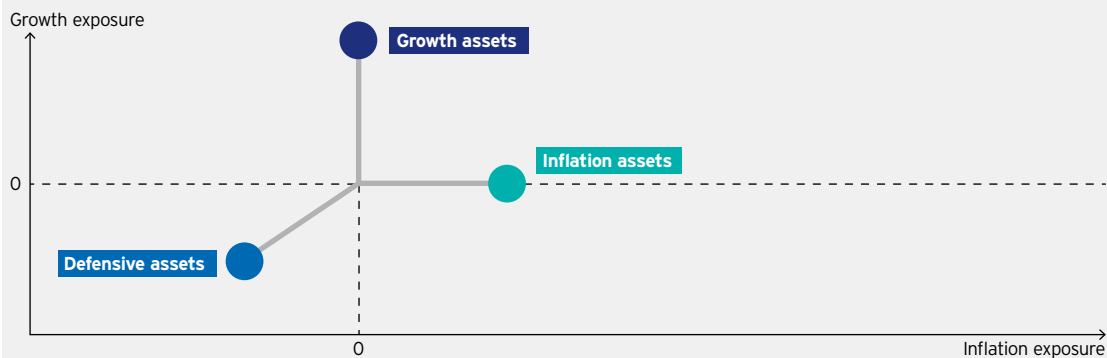 Growth exposure
Growth assets
Inflation assets
0
Defensive assets
0
Inflation exposure